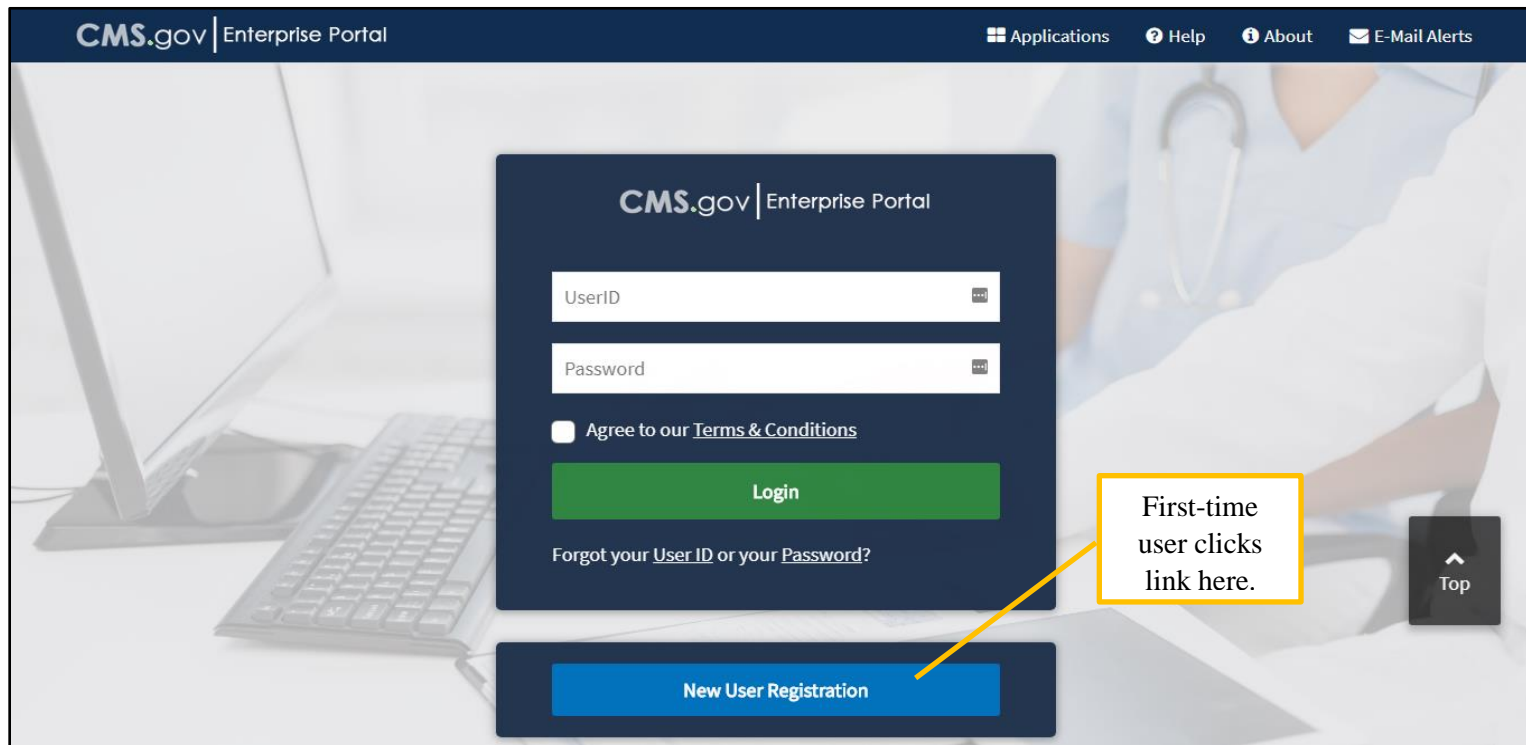 CMS.gov Enterprise Portal
Applications Help About E-Mail Alerts
CMS.gov Enterprise Portal
UserID
Password
Agree to our Terms & Conditions
Login
Forgot your User ID or your Password?
New User Registration
First-time
user clicks
link here.
Top